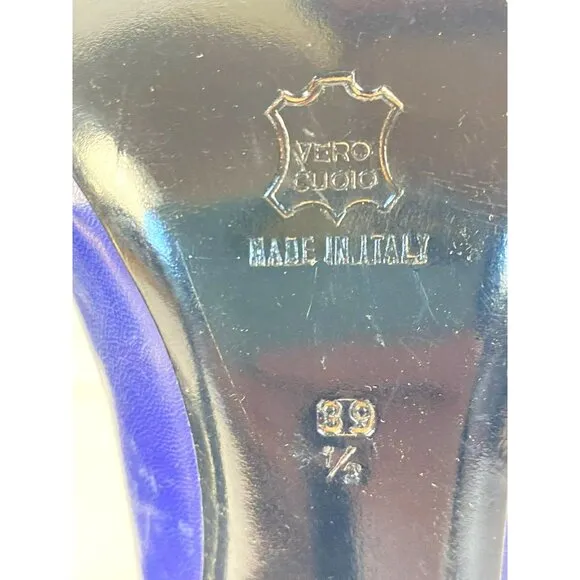 VERO
CUOIO
MADE IN ITALY
39
1/2